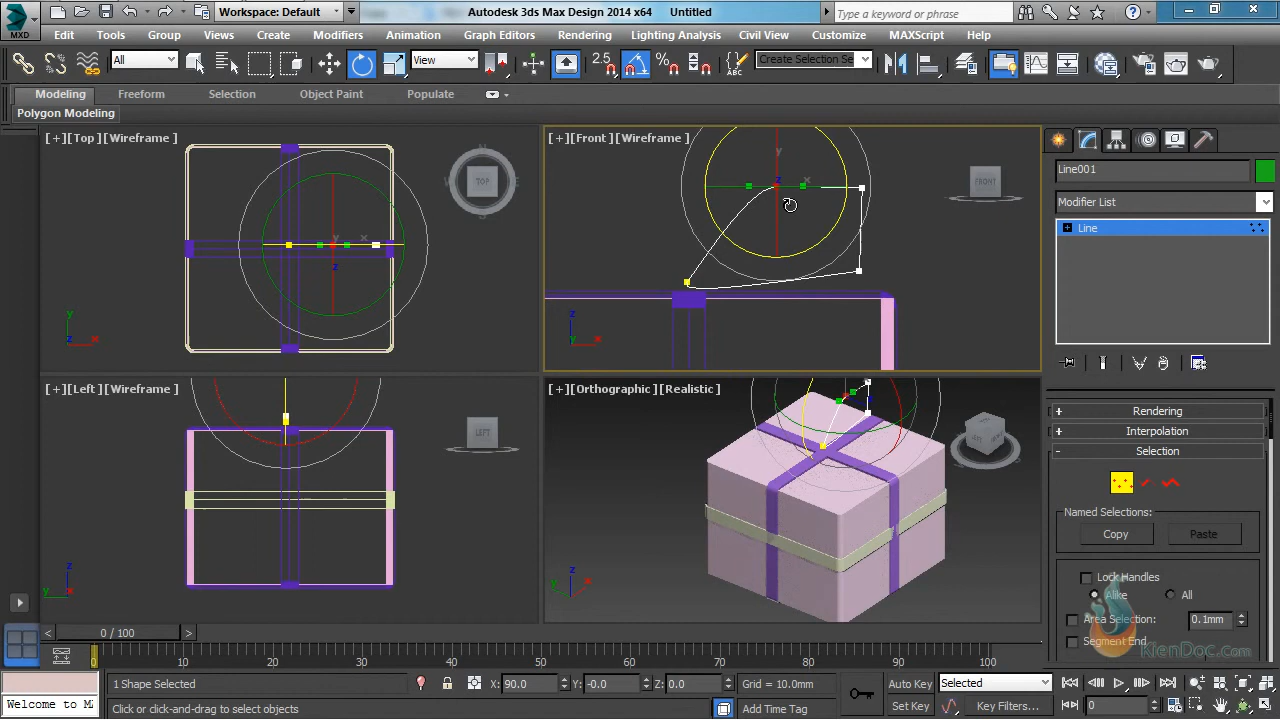 Workspace: Default
Autodesk 3ds Max Design 2014 x64
Untitled
Type a keyword or phrase
MXD
Edit
Tools
Group
Views
Create
Modifiers
Animation
Graph Editors
Rendering
Lighting Analysis
Civil View
Customize
MAXScript
Help
All
View
2.5
Create Selection Se
Modeling
Freeform
Selection
Object Paint
Populate
Polygon Modeling
[+][Top][Wireframe]
TOP
[+][Front][Wireframe]
FRONT
[+][Left][Wireframe]
LEFT
[+][Orthographic][Realistic]
Line001
Modifier List
Line
Rendering
Interpolation
Selection
Named Selections:
Copy
Paste
Lock Handles
Alike
All
Area Selection:
0.1mm
Segment End
KienDoc.Com
0 / 100
0
10
20
30
40
50
60
70
80
90
100
1 Shape Selected
X: 90.0
Y: -0.0
Z: 0.0
Grid = 10.0mm
Auto Key
Selected
Welcome to M
Click or click-and-drag to select objects
Add Time Tag
Set Key
Key Filters...
0